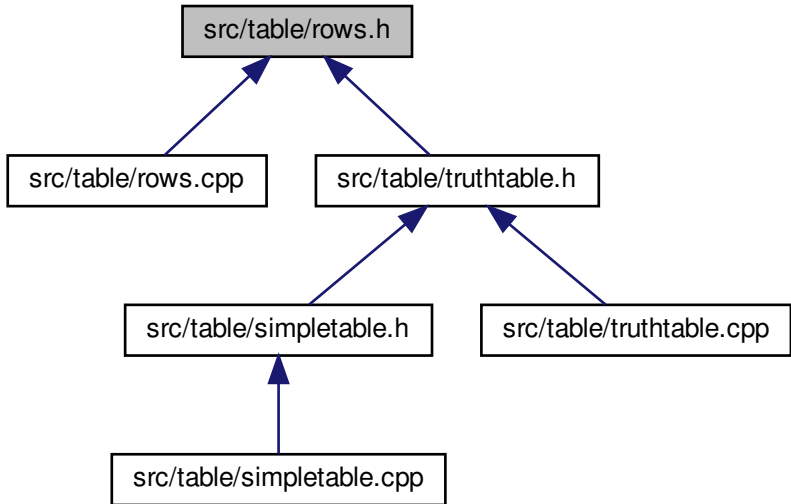 src/table/rows.h
src/table/rows.cpp
src/table/truthtable.h
src/table/simpletable.h
src/table/truthtable.cpp
src/table/simpletable.cpp